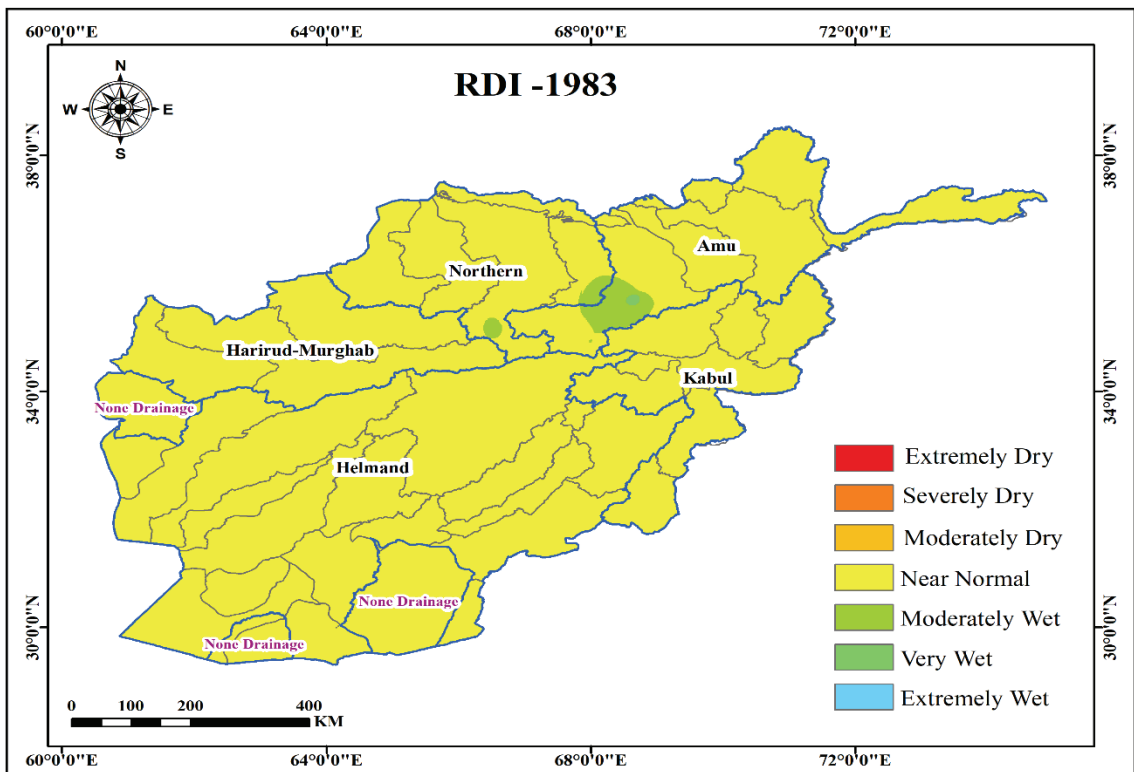 60°0'0"E 64°0'0"E 68°0'0"E 72°0'0"E
RDI -1983
N
W E
S
38°0'0"N 38°0'0"N
Amu
Northern
Harirud-Murghab
Kabul
34°0'0"N 34°0'0"N
None Drainage
Helmand
Extremely Dry
Severely Dry
Moderately Dry
Near Normal
None Drainage
Moderately Wet
30°0'0"N 30°0'0"N
None Drainage
Very Wet
Extremely Wet
0 100 200 400
KM
60°0'0"E 64°0'0"E 68°0'0"E 72°0'0"E